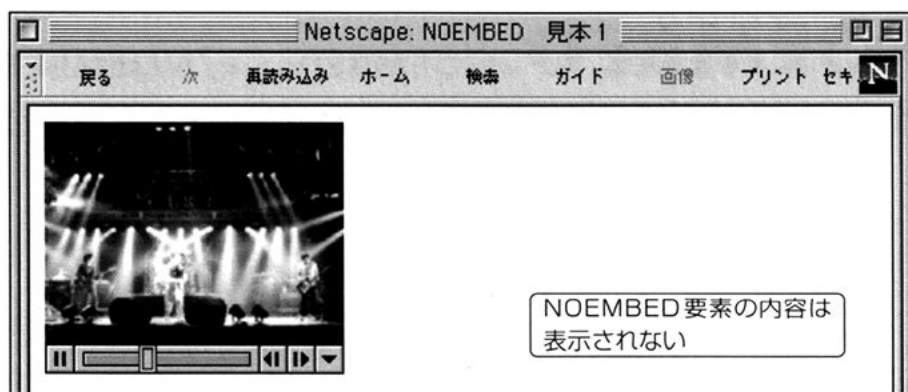 Netscape: NOEMBED 見本1
戻る 次 再読み込み ホーム 検索 ガイド 画像 プリント セキ N
NOEMBED要素の内容は
表示されない